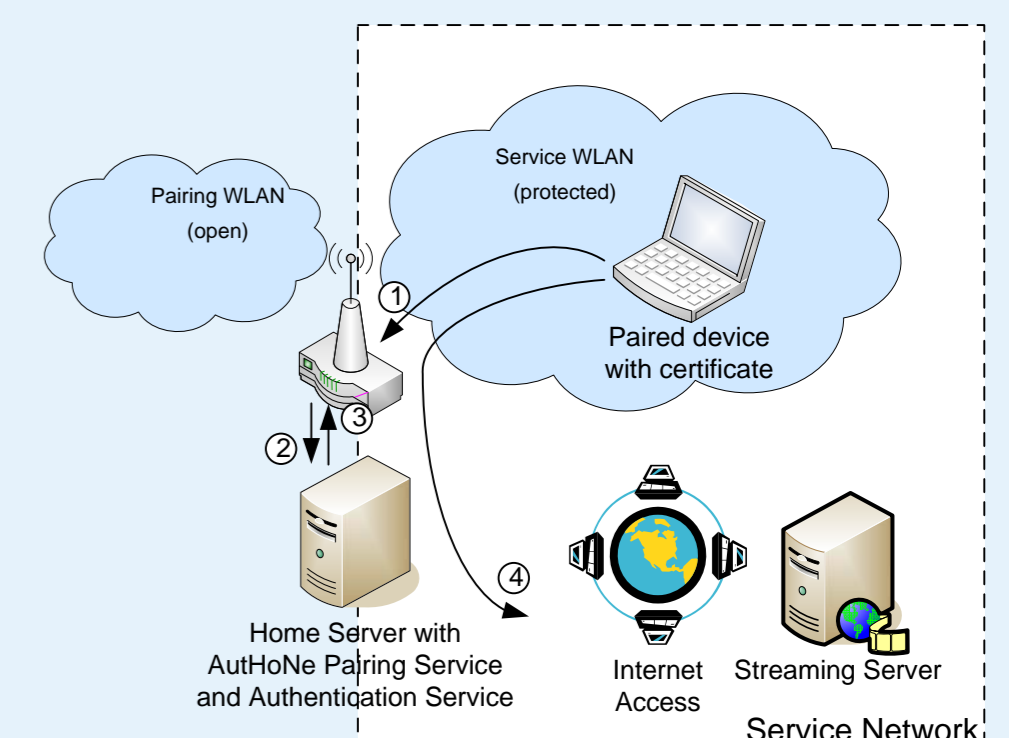 Pairing WLAN
(open)
Service WLAN
(protected)
Paired device
with certificate
1
2
3
4
Home Server with
AutHoNe Pairing Service
and Authentication Service
Internet
Access
Streaming Server
Service Network